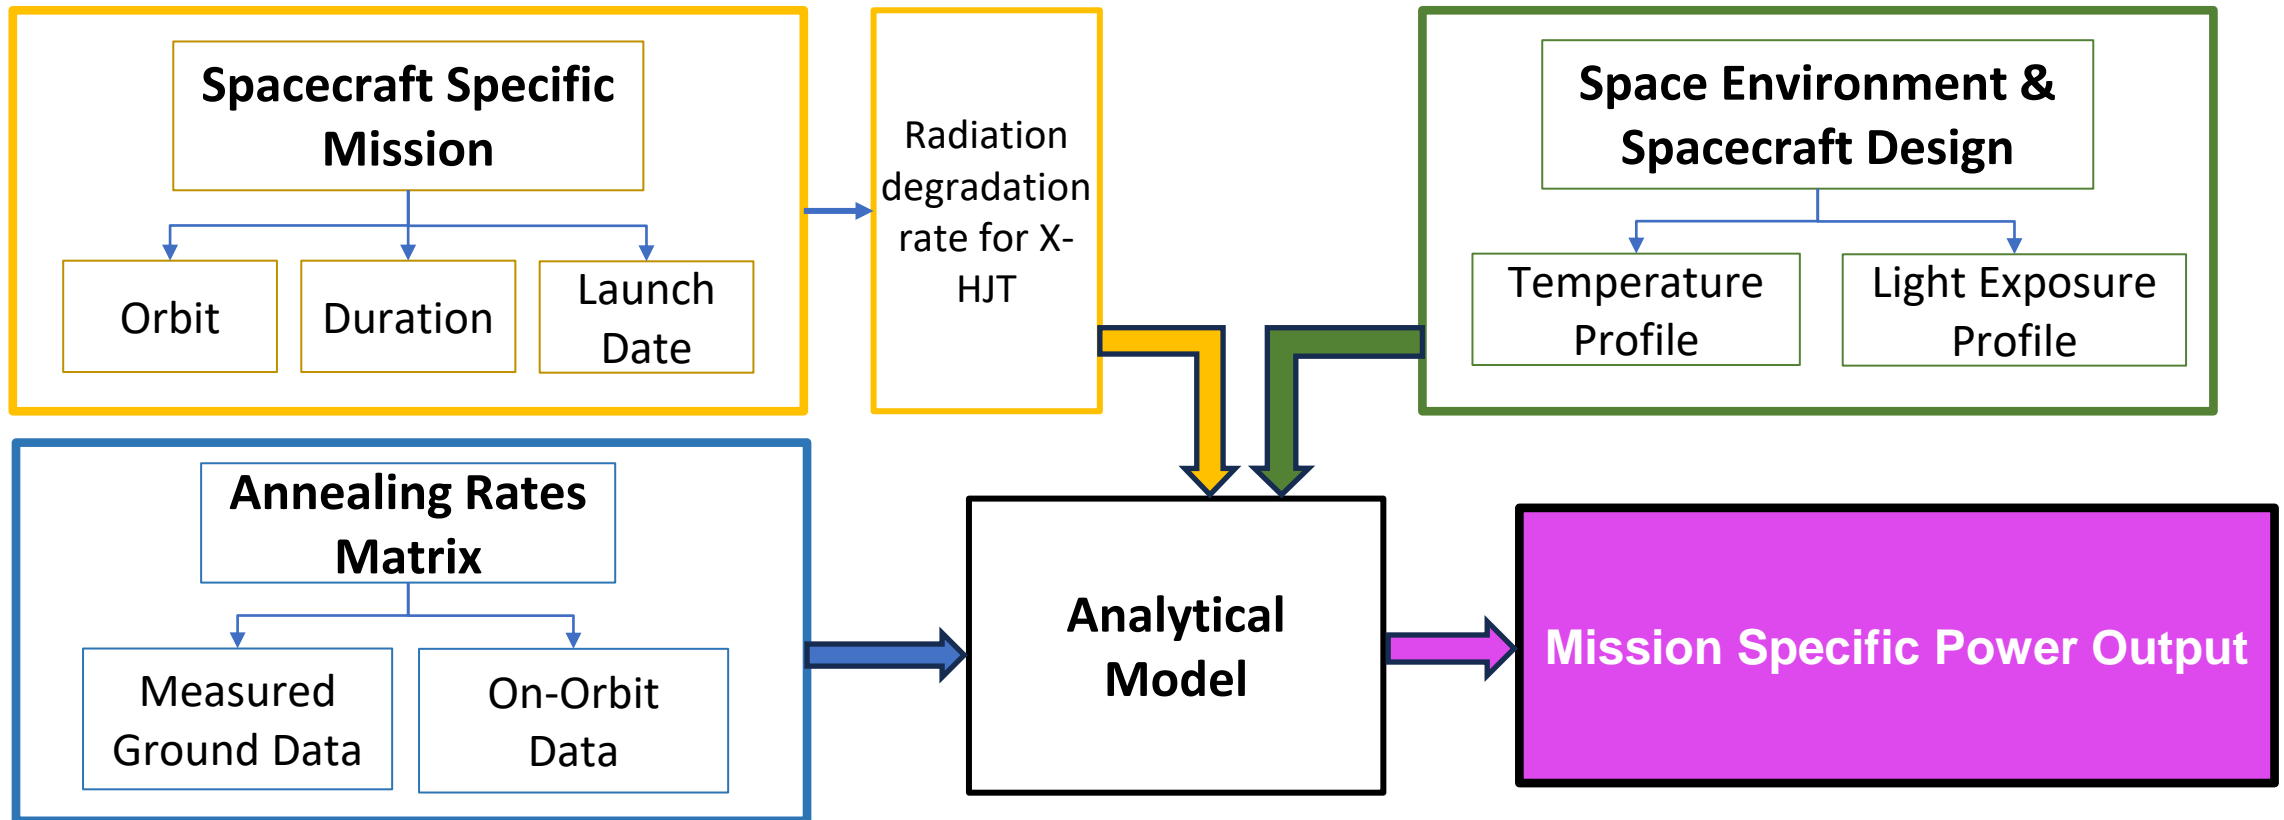 Spacecraft Specific
Mission
Orbit
Duration
Launch
Date
Radiation
degradation
rate for X-
HJT
Space Environment &
Spacecraft Design
Temperature
Profile
Light Exposure
Profile
Annealing Rates
Matrix
Measured
Ground Data
On-Orbit
Data
Analytical
Model
Mission Specific Power Output